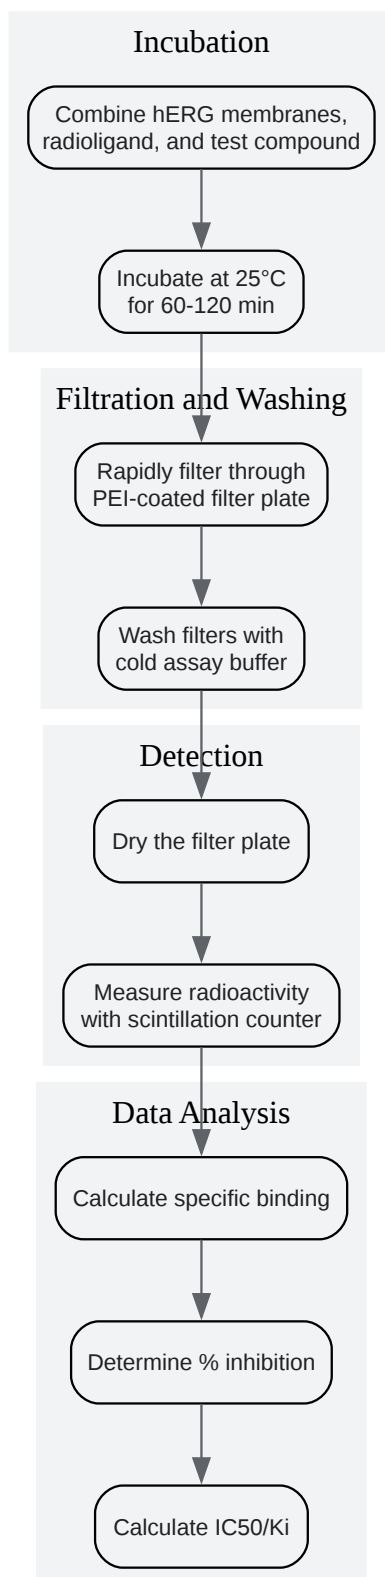 Incubation
Combine hERG membranes,
radioligand, and test compound
Incubate at 25°C
for 60-120 min
Filtration and Washing
Rapidly filter through
PEI-coated filter plate
Wash filters with
cold assay buffer
Detection
Dry the filter plate
Measure radioactivity
with scintillation counter
Data Analysis
Calculate specific binding
Determine % inhibition
Calculate IC50/Ki